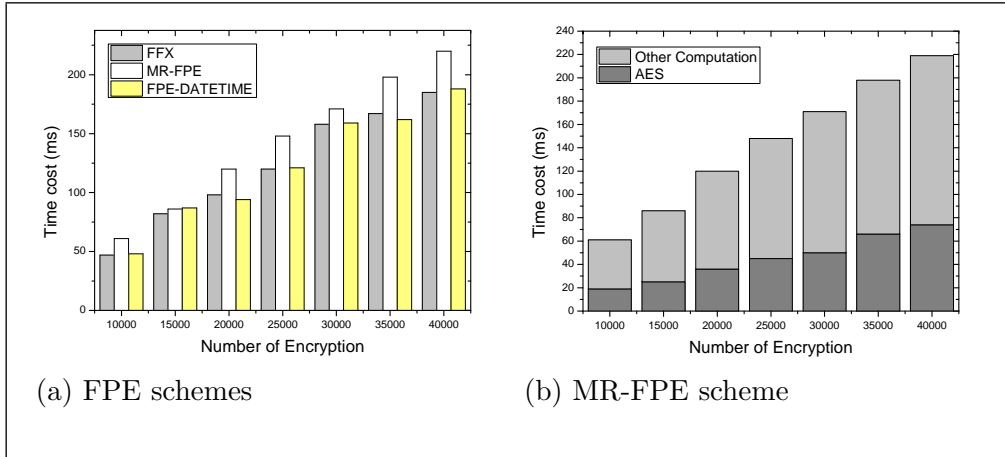 FFX
MR-FPE
FPE-DATETIME
200
150
100
50
0
Time cost (ms)
10000 15000 20000 25000 30000 35000 40000
Number of Encryption
(a) FPE schemes
Other Computation
AES
240
220
200
180
160
140
120
100
80
60
40
20
0
Time cost (ms)
10000 15000 20000 25000 30000 35000 40000
Number of Encryption
(b) MR-FPE scheme